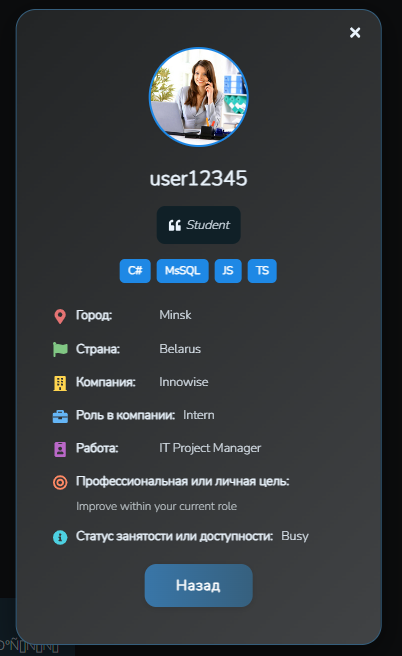 user12345
Student
C# MsSQL JS TS
Город: Minsk
Страна: Belarus
Компания: Innowise
Роль в компании: Intern
Работа: IT Project Manager
Профессиональная или личная цель:
Improve within your current role
Статус занятости или доступности: Busy
Назад